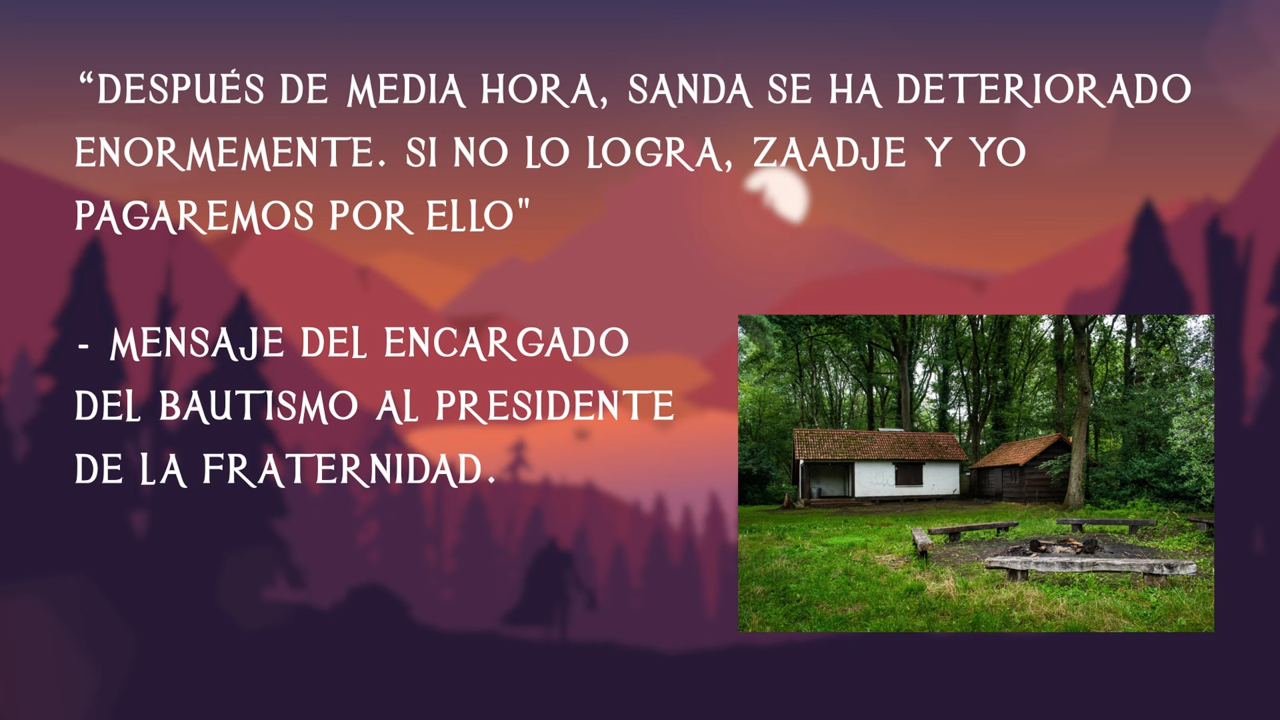 “DESPUÉS DE MEDIA HORA, SANDA SE HA DETERIORADO
ENORMEMENTE. SI NO LO LOGRA, ZAADJE Y YO
PAGAREMOS POR ELLO"
- MENSAJE DEL ENCARGADO
DEL BAUTISMO AL PRESIDENTE
DE LA FRATERNIDAD.